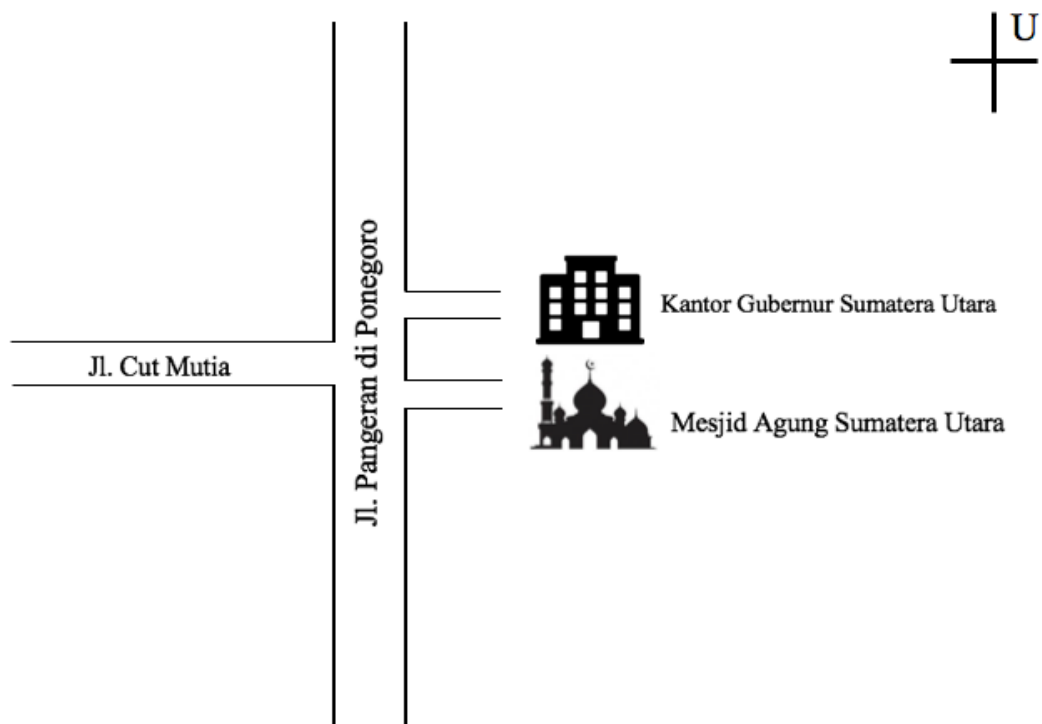 U
Kantor Gubernur Sumatera Utara
Jl. Pangeran di Ponegoro
Jl. Cut Mutia
Mesjid Agung Sumatera Utara